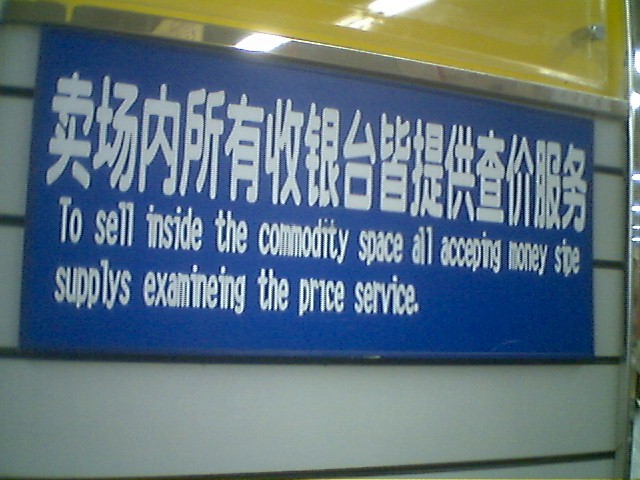 卖场内所有收银台皆提供查价服务
To sell inside the commodity space all acceping money sipe
supplys examineing the price service.